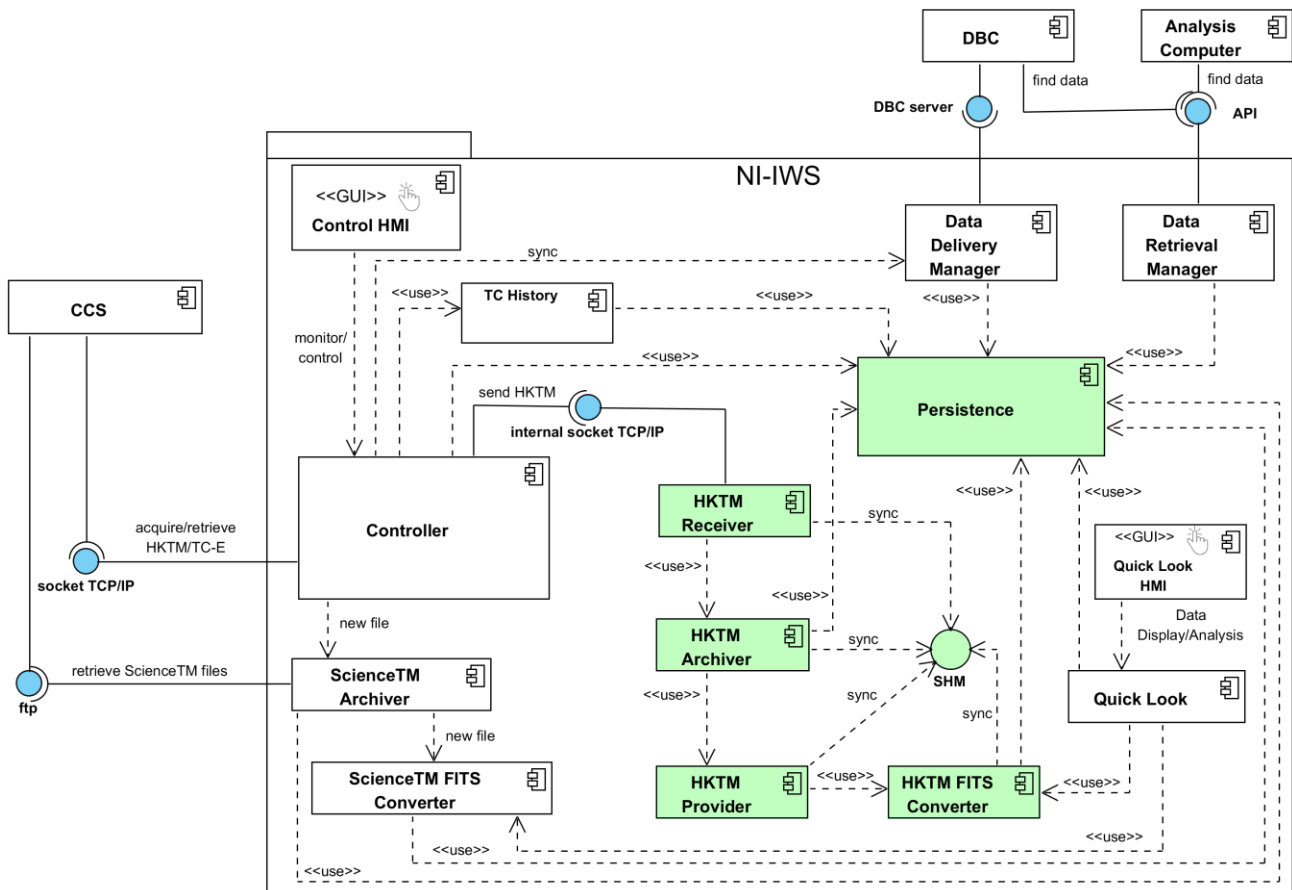 DBC
Analysis
Computer
find data
find data
DBC server
API
NI-IWS
<<GUI>>
Control HMI
Data
Delivery
Manager
Data
Retrieval
Manager
sync
CCS
<<use>>
TC History
<<use>>
<<use>>
monitor/
control
<<use>>
<<use>>
send HKTM
Persistence
internal socket TCP/IP
Controller
HKTM
Receiver
sync
<<use>>
<<use>>
acquire/retrieve
HKTM/TC-E
<<GUI>>
Quick Look
HMI
socket TCP/IP
<<use>>
<<use>>
new file
HKTM
Archiver
sync
Data
Display/Analysis
retrieve ScienceTM files
ScienceTM
Archiver
SHM
ftp
<<use>>
sync
Quick Look
new file
sync
ScienceTM FITS
Converter
HKTM
Provider
<<use>>
HKTM FITS
Converter
<<use>>
<<use>>
<<use>>